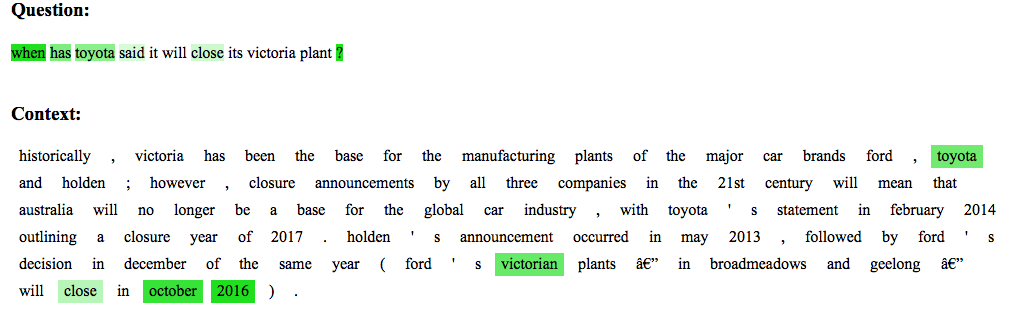 Question:
when has toyota said it will close its victoria plant ?
Context:
historically , victoria has been the base for the manufacturing plants of the major car brands ford , toyota
and holden ; however , closure announcements by all three companies in the 21st century will mean that
australia will no longer be a base for the global car industry , with toyota ' s statement in february 2014
outlining a closure year of 2017 . holden ' s announcement occurred in may 2013 , followed by ford ' s
decision in december of the same year ( ford ' s victorian plants â€” in broadmeadows and geelong â€”
will close in october 2016 ) .